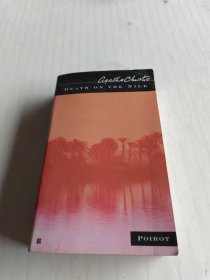 Agatha Christie
DEATH ON THE NILE
POIROT